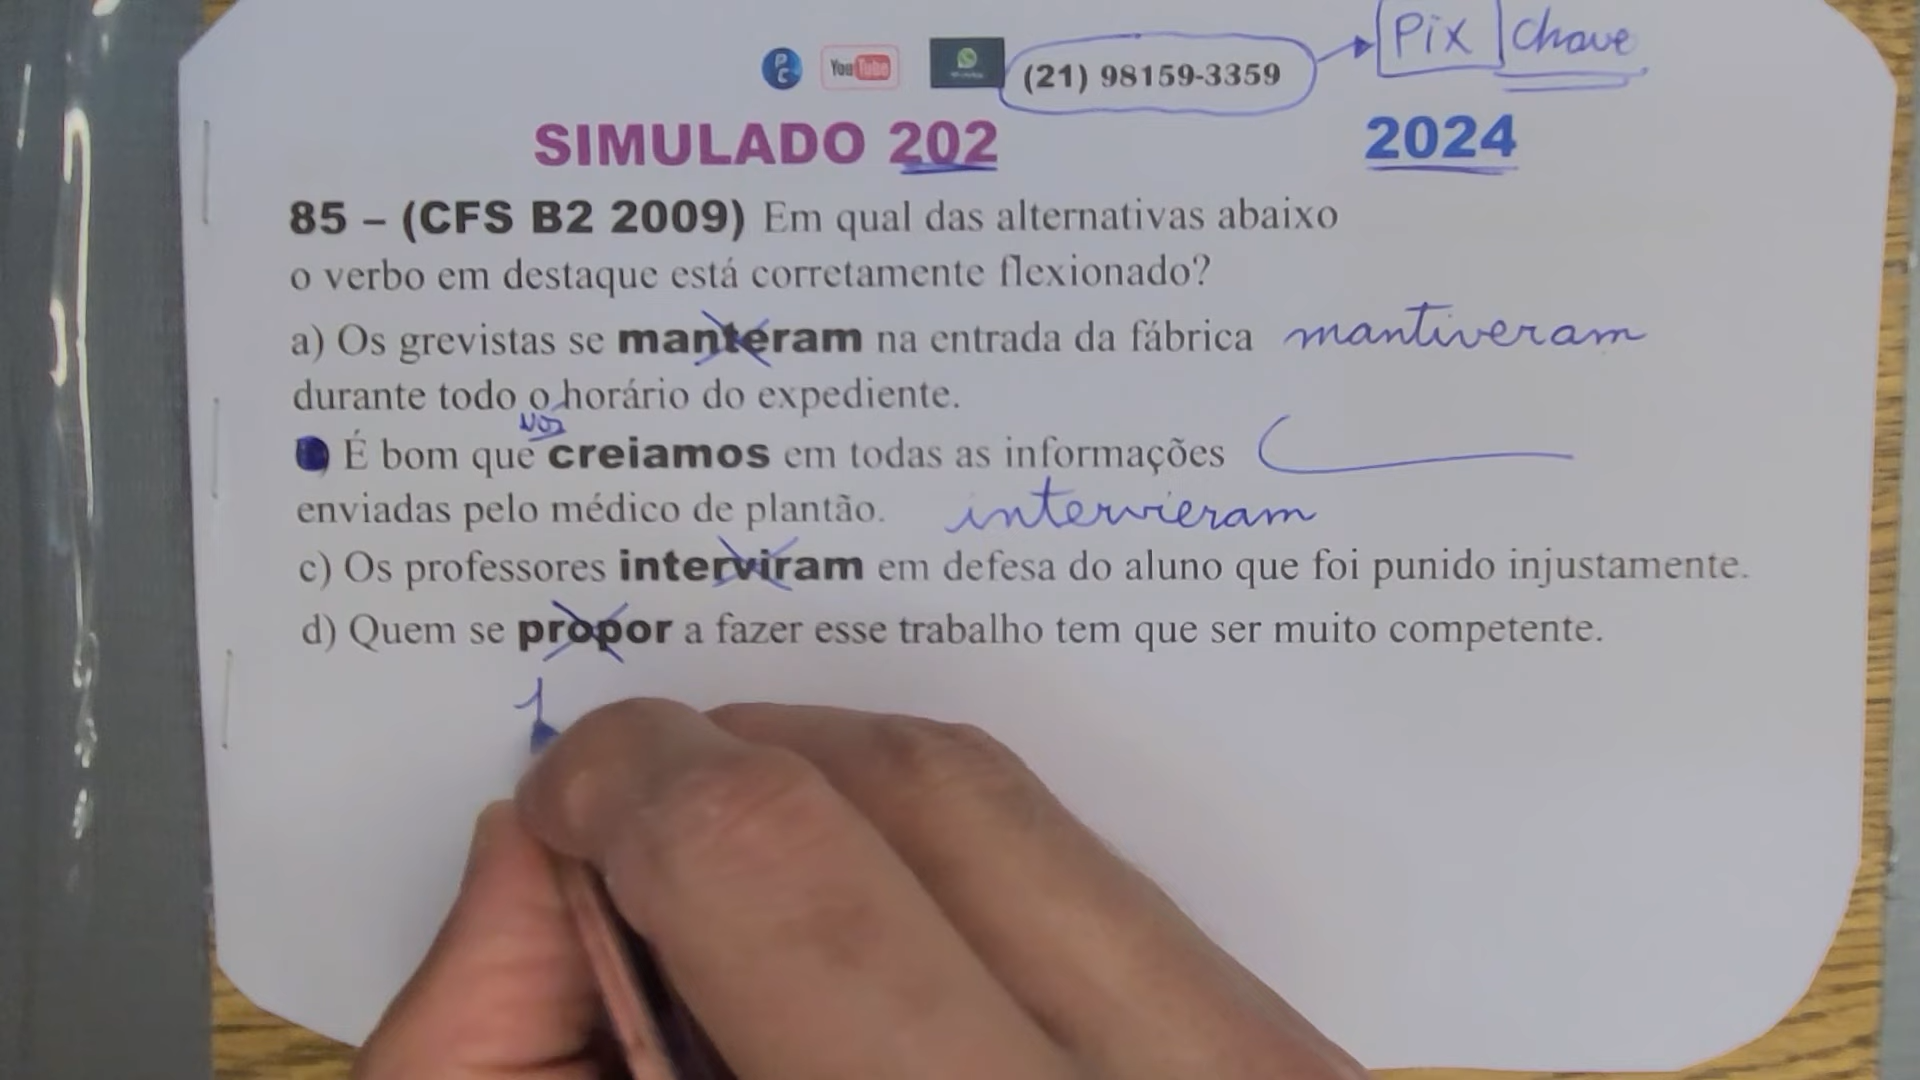 Pix chave
P C YouTube (21) 98159-3359
SIMULADO 202 2024
85 – (CFS B2 2009) Em qual das alternativas abaixo
o verbo em destaque está corretamente flexionado?
a) Os grevistas se manteram na entrada da fábrica mantiveram
durante todo o horário do expediente.
nós
) É bom que creiamos em todas as informações
enviadas pelo médico de plantão. intervieram
c) Os professores interviram em defesa do aluno que foi punido injustamente.
d) Quem se propor a fazer esse trabalho tem que ser muito competente.